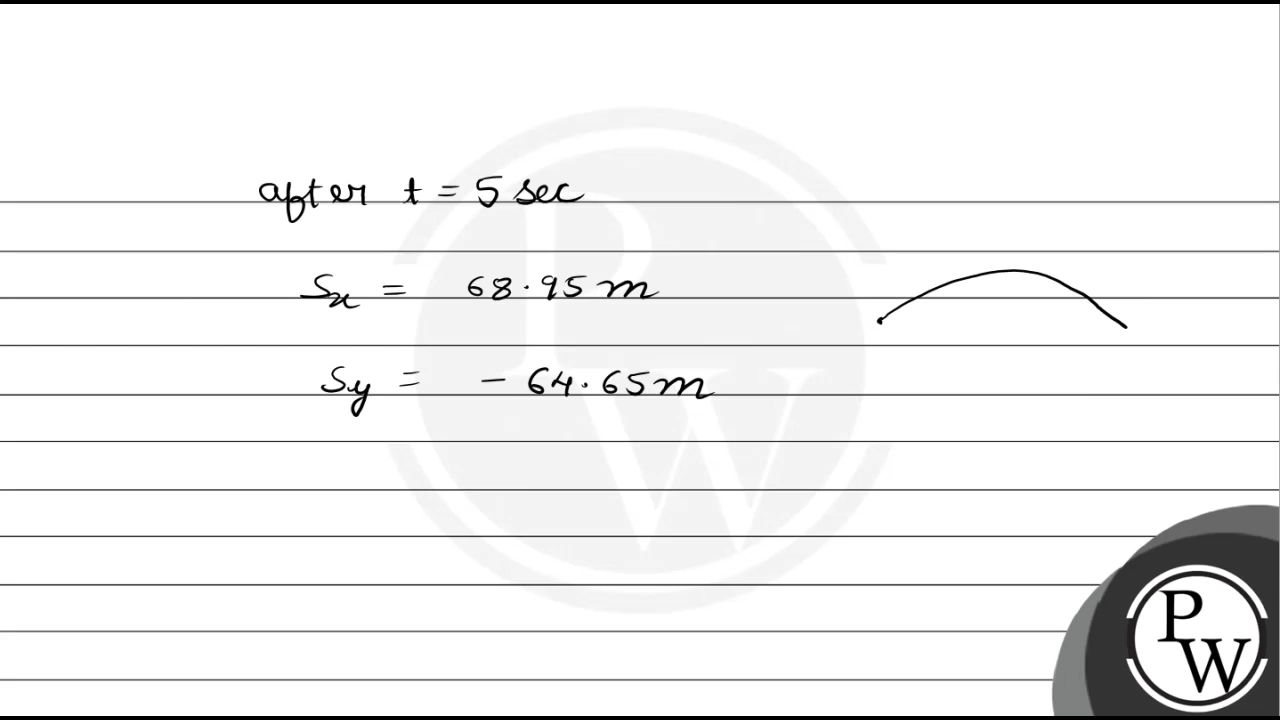 after t = 5 sec
Sx = 68.95 m
Sy = - 64.65 m
P
W
P
W